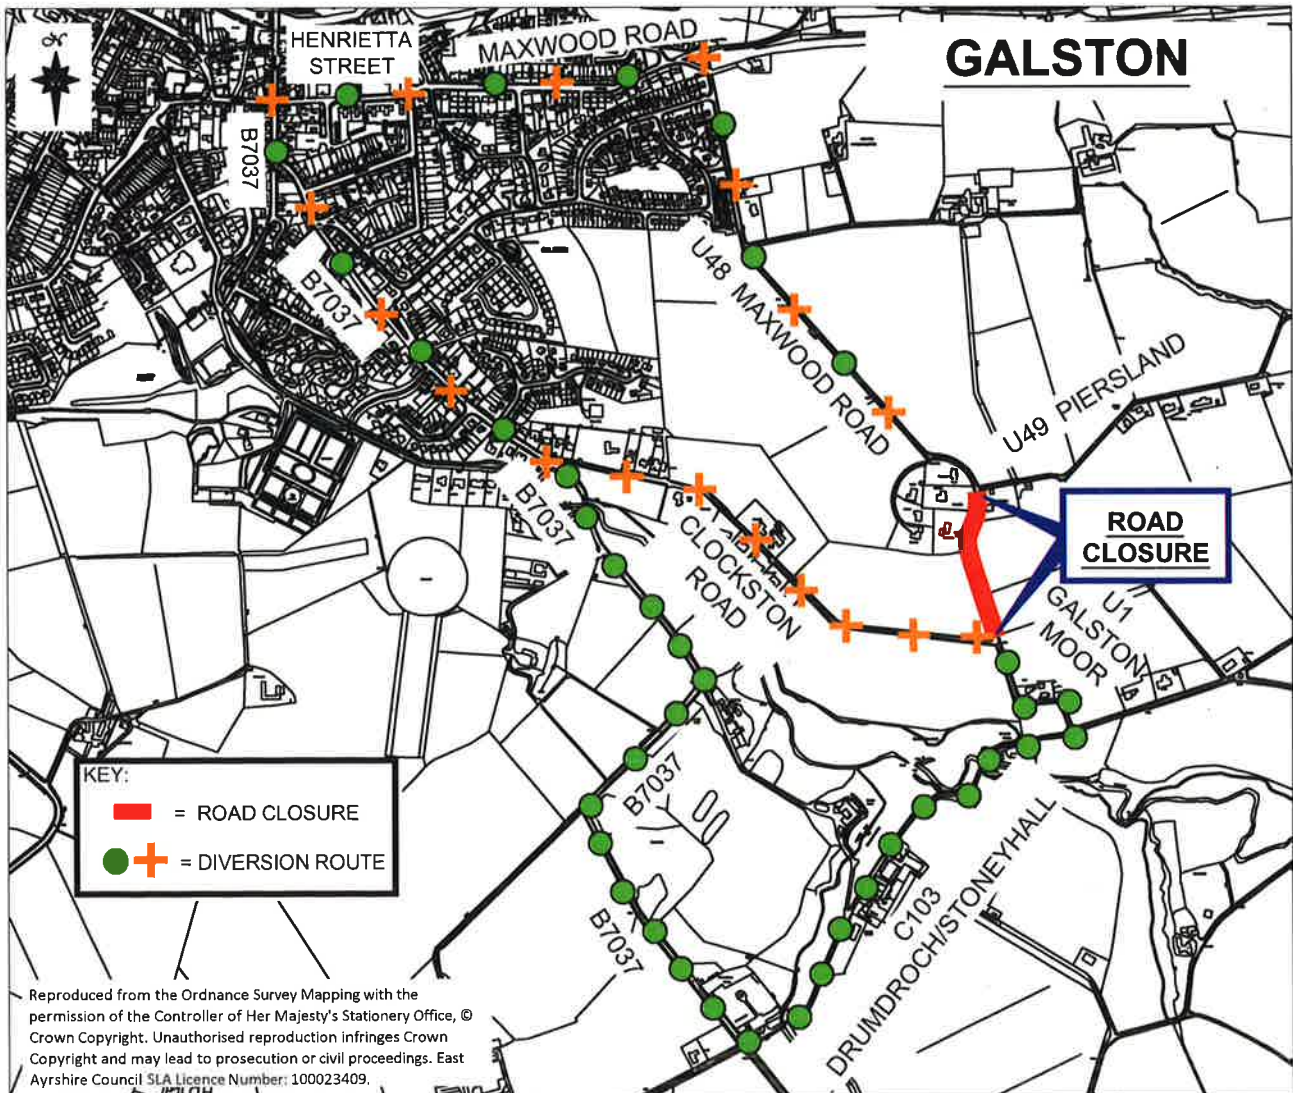 GALSTON
HENRIETTA
STREET
MAXWOOD ROAD
B7037
B7037
U48 MAXWOOD ROAD
U49 PIERSLAND
B7037
CLOCKSTON
ROAD
ROAD
CLOSURE
U1
GALSTON
MOOR
B7037
B7037
C103
DRUMDROCH/STONEYHALL
KEY:
= ROAD CLOSURE
= DIVERSION ROUTE
Reproduced from the Ordnance Survey Mapping with the
permission of the Controller of Her Majesty's Stationery Office, ©
Crown Copyright. Unauthorised reproduction infringes Crown
Copyright and may lead to prosecution or civil proceedings. East
Ayrshire Council SLA Licence Number: 100023409.